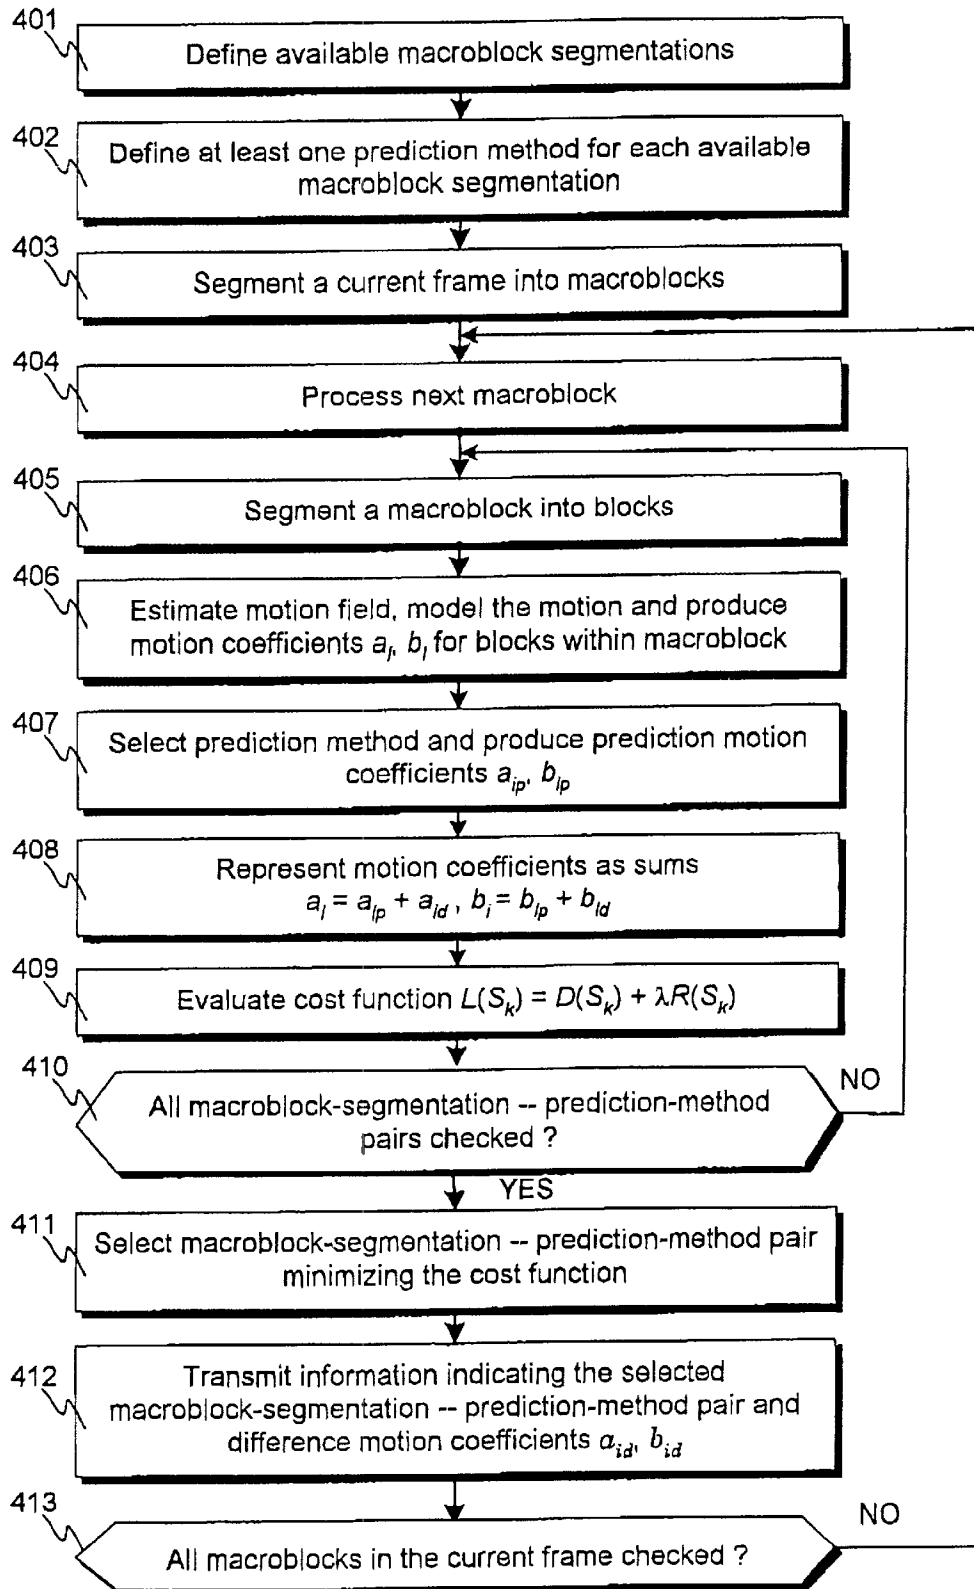 401
Define available macroblock segmentations
402
Define at least one prediction method for each available
macroblock segmentation
403
Segment a current frame into macroblocks
404
Process next macroblock
405
Segment a macroblock into blocks
406
Estimate motion field, model the motion and produce
motion coefficients a_i, b_i for blocks within macroblock
407
Select prediction method and produce prediction motion
coefficients a_ip, b_ip
408
Represent motion coefficients as sums
a_i = a_ip + a_id , b_i = b_ip + b_id
409
Evaluate cost function L(S_k) = D(S_k) + λR(S_k)
410
NO
All macroblock-segmentation -- prediction-method
pairs checked ?
YES
411
Select macroblock-segmentation -- prediction-method pair
minimizing the cost function
412
Transmit information indicating the selected
macroblock-segmentation -- prediction-method pair and
difference motion coefficients a_id, b_id
413
NO
All macroblocks in the current frame checked ?